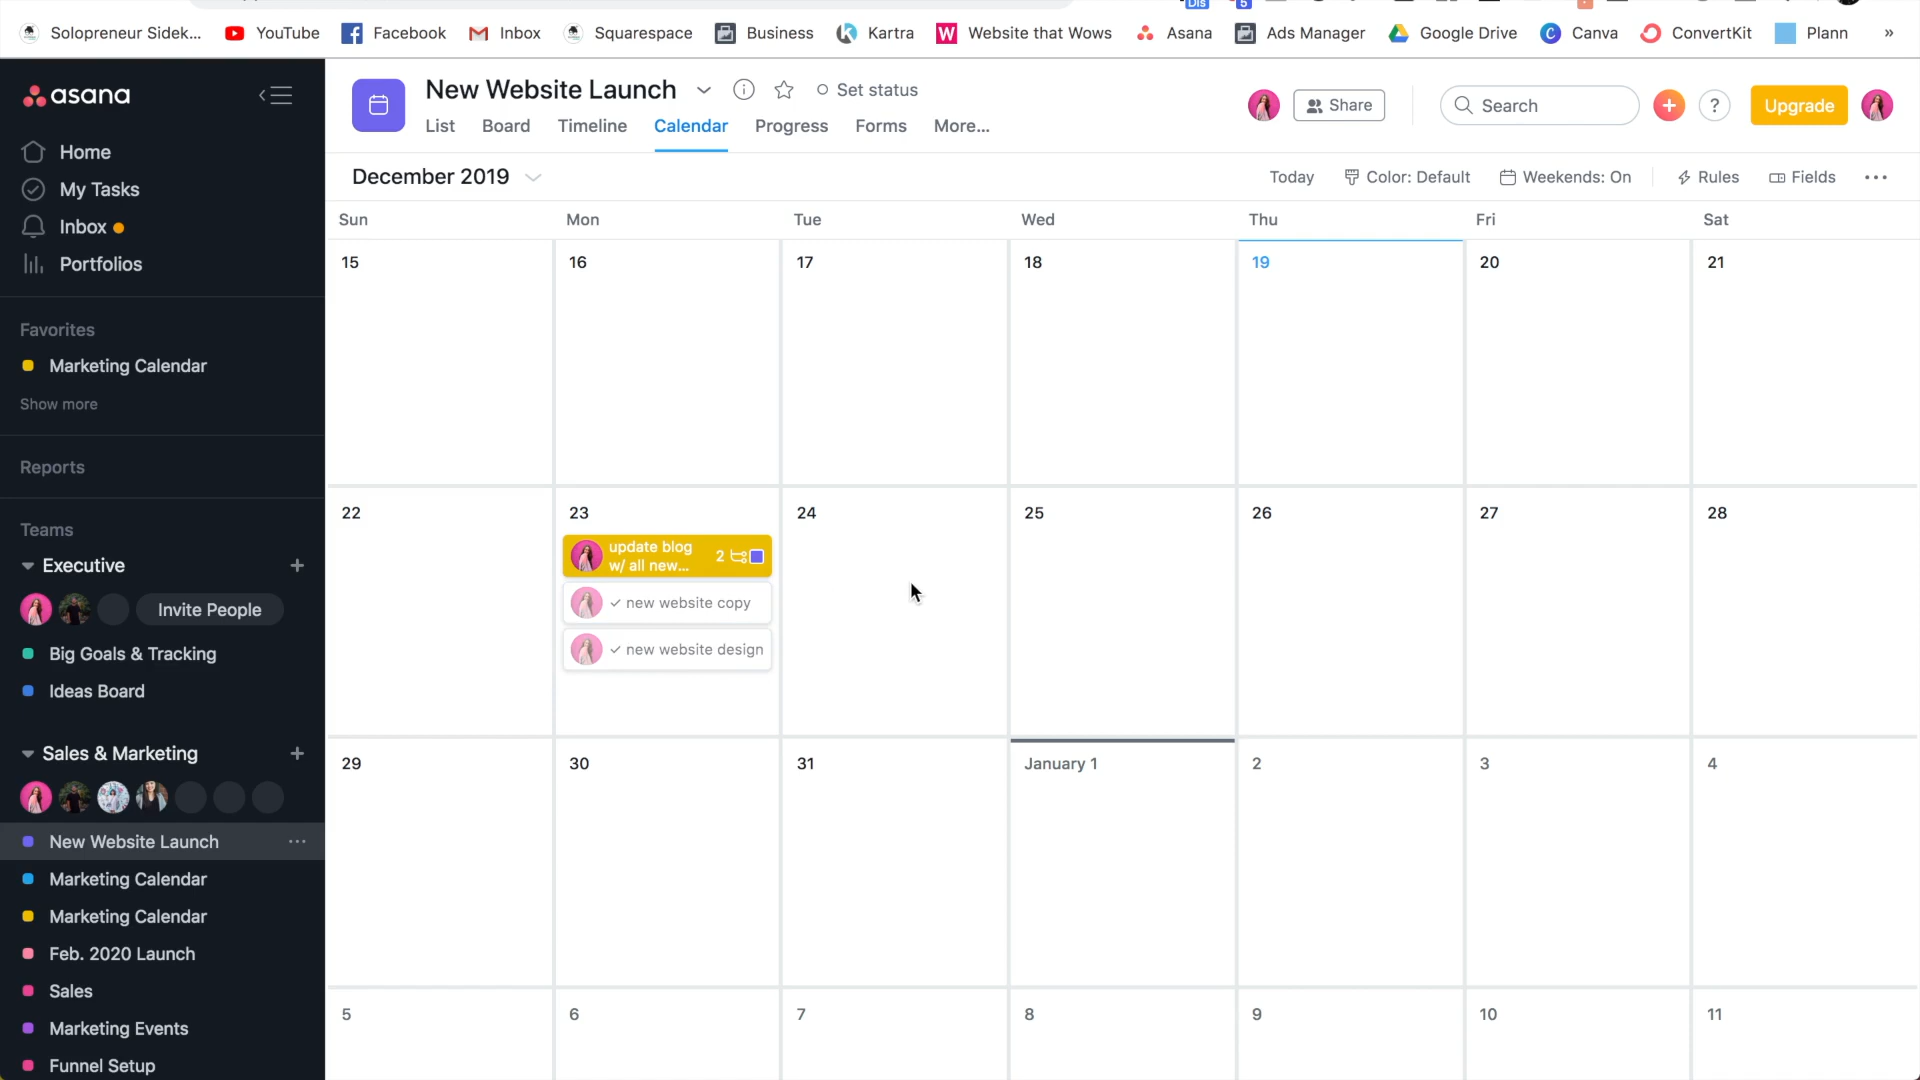 Dis 5
Solopreneur Sidek... YouTube Facebook Inbox Squarespace Business Kartra Website that Wows Asana Ads Manager Google Drive Canva ConvertKit Plann »
asana
Home
My Tasks
Inbox
Portfolios
Favorites
Marketing Calendar
Show more
Reports
Teams
Executive
Invite People
Big Goals & Tracking
Ideas Board
Sales & Marketing
New Website Launch
Marketing Calendar
Marketing Calendar
Feb. 2020 Launch
Sales
Marketing Events
Funnel Setup
New Website Launch Set status
List Board Timeline Calendar Progress Forms More...
Share Search ? Upgrade
December 2019
Today Color: Default Weekends: On Rules Fields
Sun Mon Tue Wed Thu Fri Sat
15 16 17 18 19 20 21
22 23 24 25 26 27 28
update blog
w/ all new... 2
✓ new website copy
✓ new website design
29 30 31 January 1 2 3 4
5 6 7 8 9 10 11